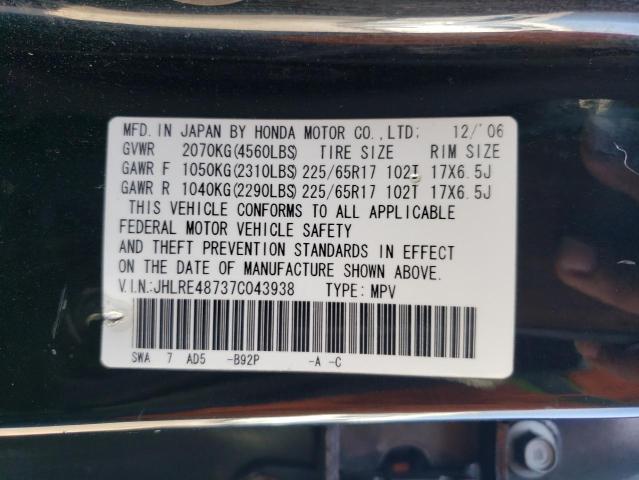 MFD. IN JAPAN BY HONDA MOTOR CO., LTD: 12/'06
GVWR 2070KG(4560LBS) TIRE SIZE RIM SIZE
GAWR F 1050KG(2310LBS) 225/65R17 102T 17X6.5J
GAWR R 1040KG(2290LBS) 225/65R17 102T 17X6.5J
THIS VEHICLE CONFORMS TO ALL APPLICABLE
FEDERAL MOTOR VEHICLE SAFETY
AND THEFT PREVENTION STANDARDS IN EFFECT
ON THE DATE OF MANUFACTURE SHOWN ABOVE.
V.I.N.:JHLRE48737C043938 TYPE: MPV
SWA 7 AD5 -B92P -A -C